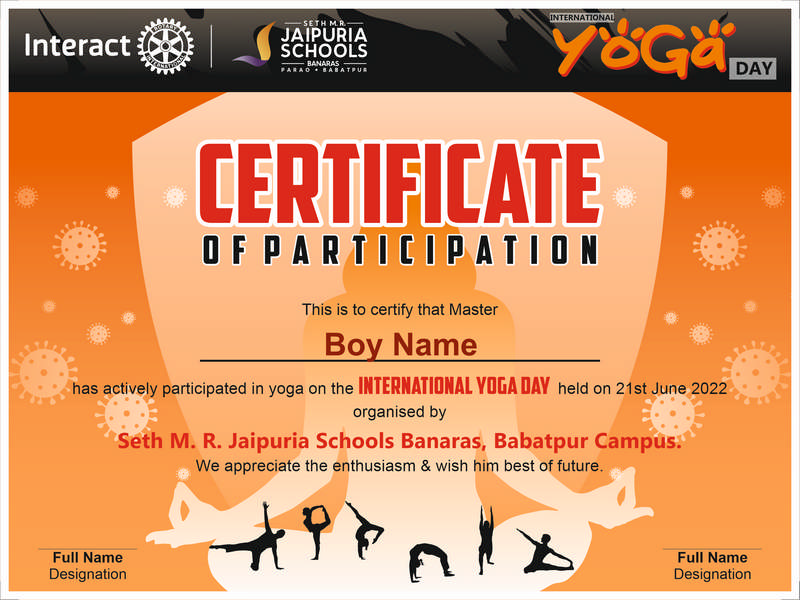 Interact
ROTARY
INTERNATIONAL
SETH M.R.
JAIPURIA
SCHOOLS
BANARAS
PARAO • BABATPUR
INTERNATIONAL
YOGA
DAY
CERTIFICATE
OF PARTICIPATION
This is to certify that Master
Boy Name
has actively participated in yoga on the INTERNATIONAL YOGA DAY held on 21st June 2022
organised by
Seth M. R. Jaipuria Schools Banaras, Babatpur Campus.
We appreciate the enthusiasm & wish him best of future.
Full Name
Designation
Full Name
Designation